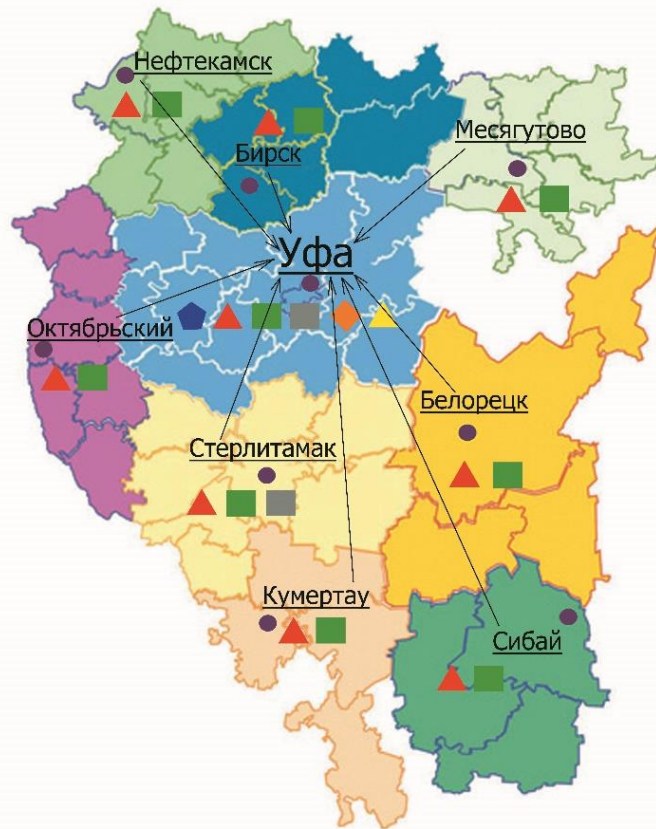 Нефтекамск
Месягутово
Бирск
Уфа
Октябрьский
Белорецк
Стерлитамак
Кумертау
Сибай